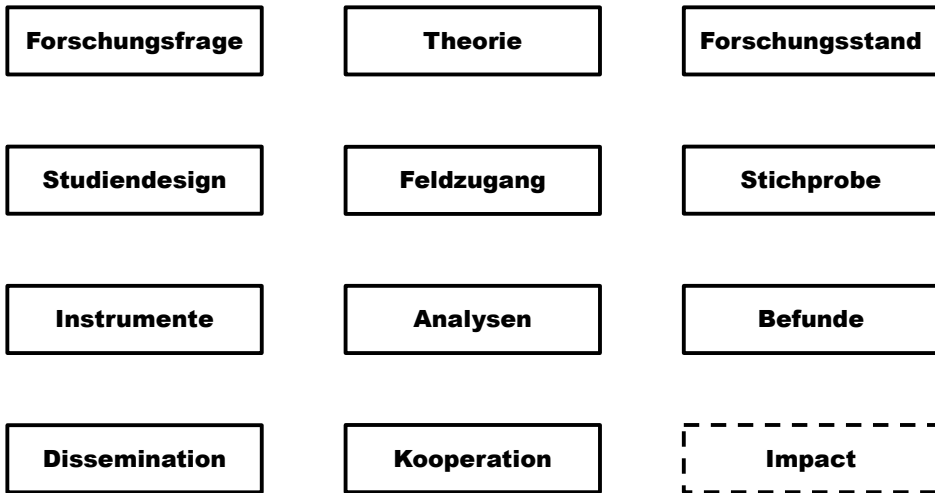 Forschungsfrage
Theorie
Forschungsstand
Studiendesign
Feldzugang
Stichprobe
Instrumente
Analysen
Befunde
Dissemination
Kooperation
Impact